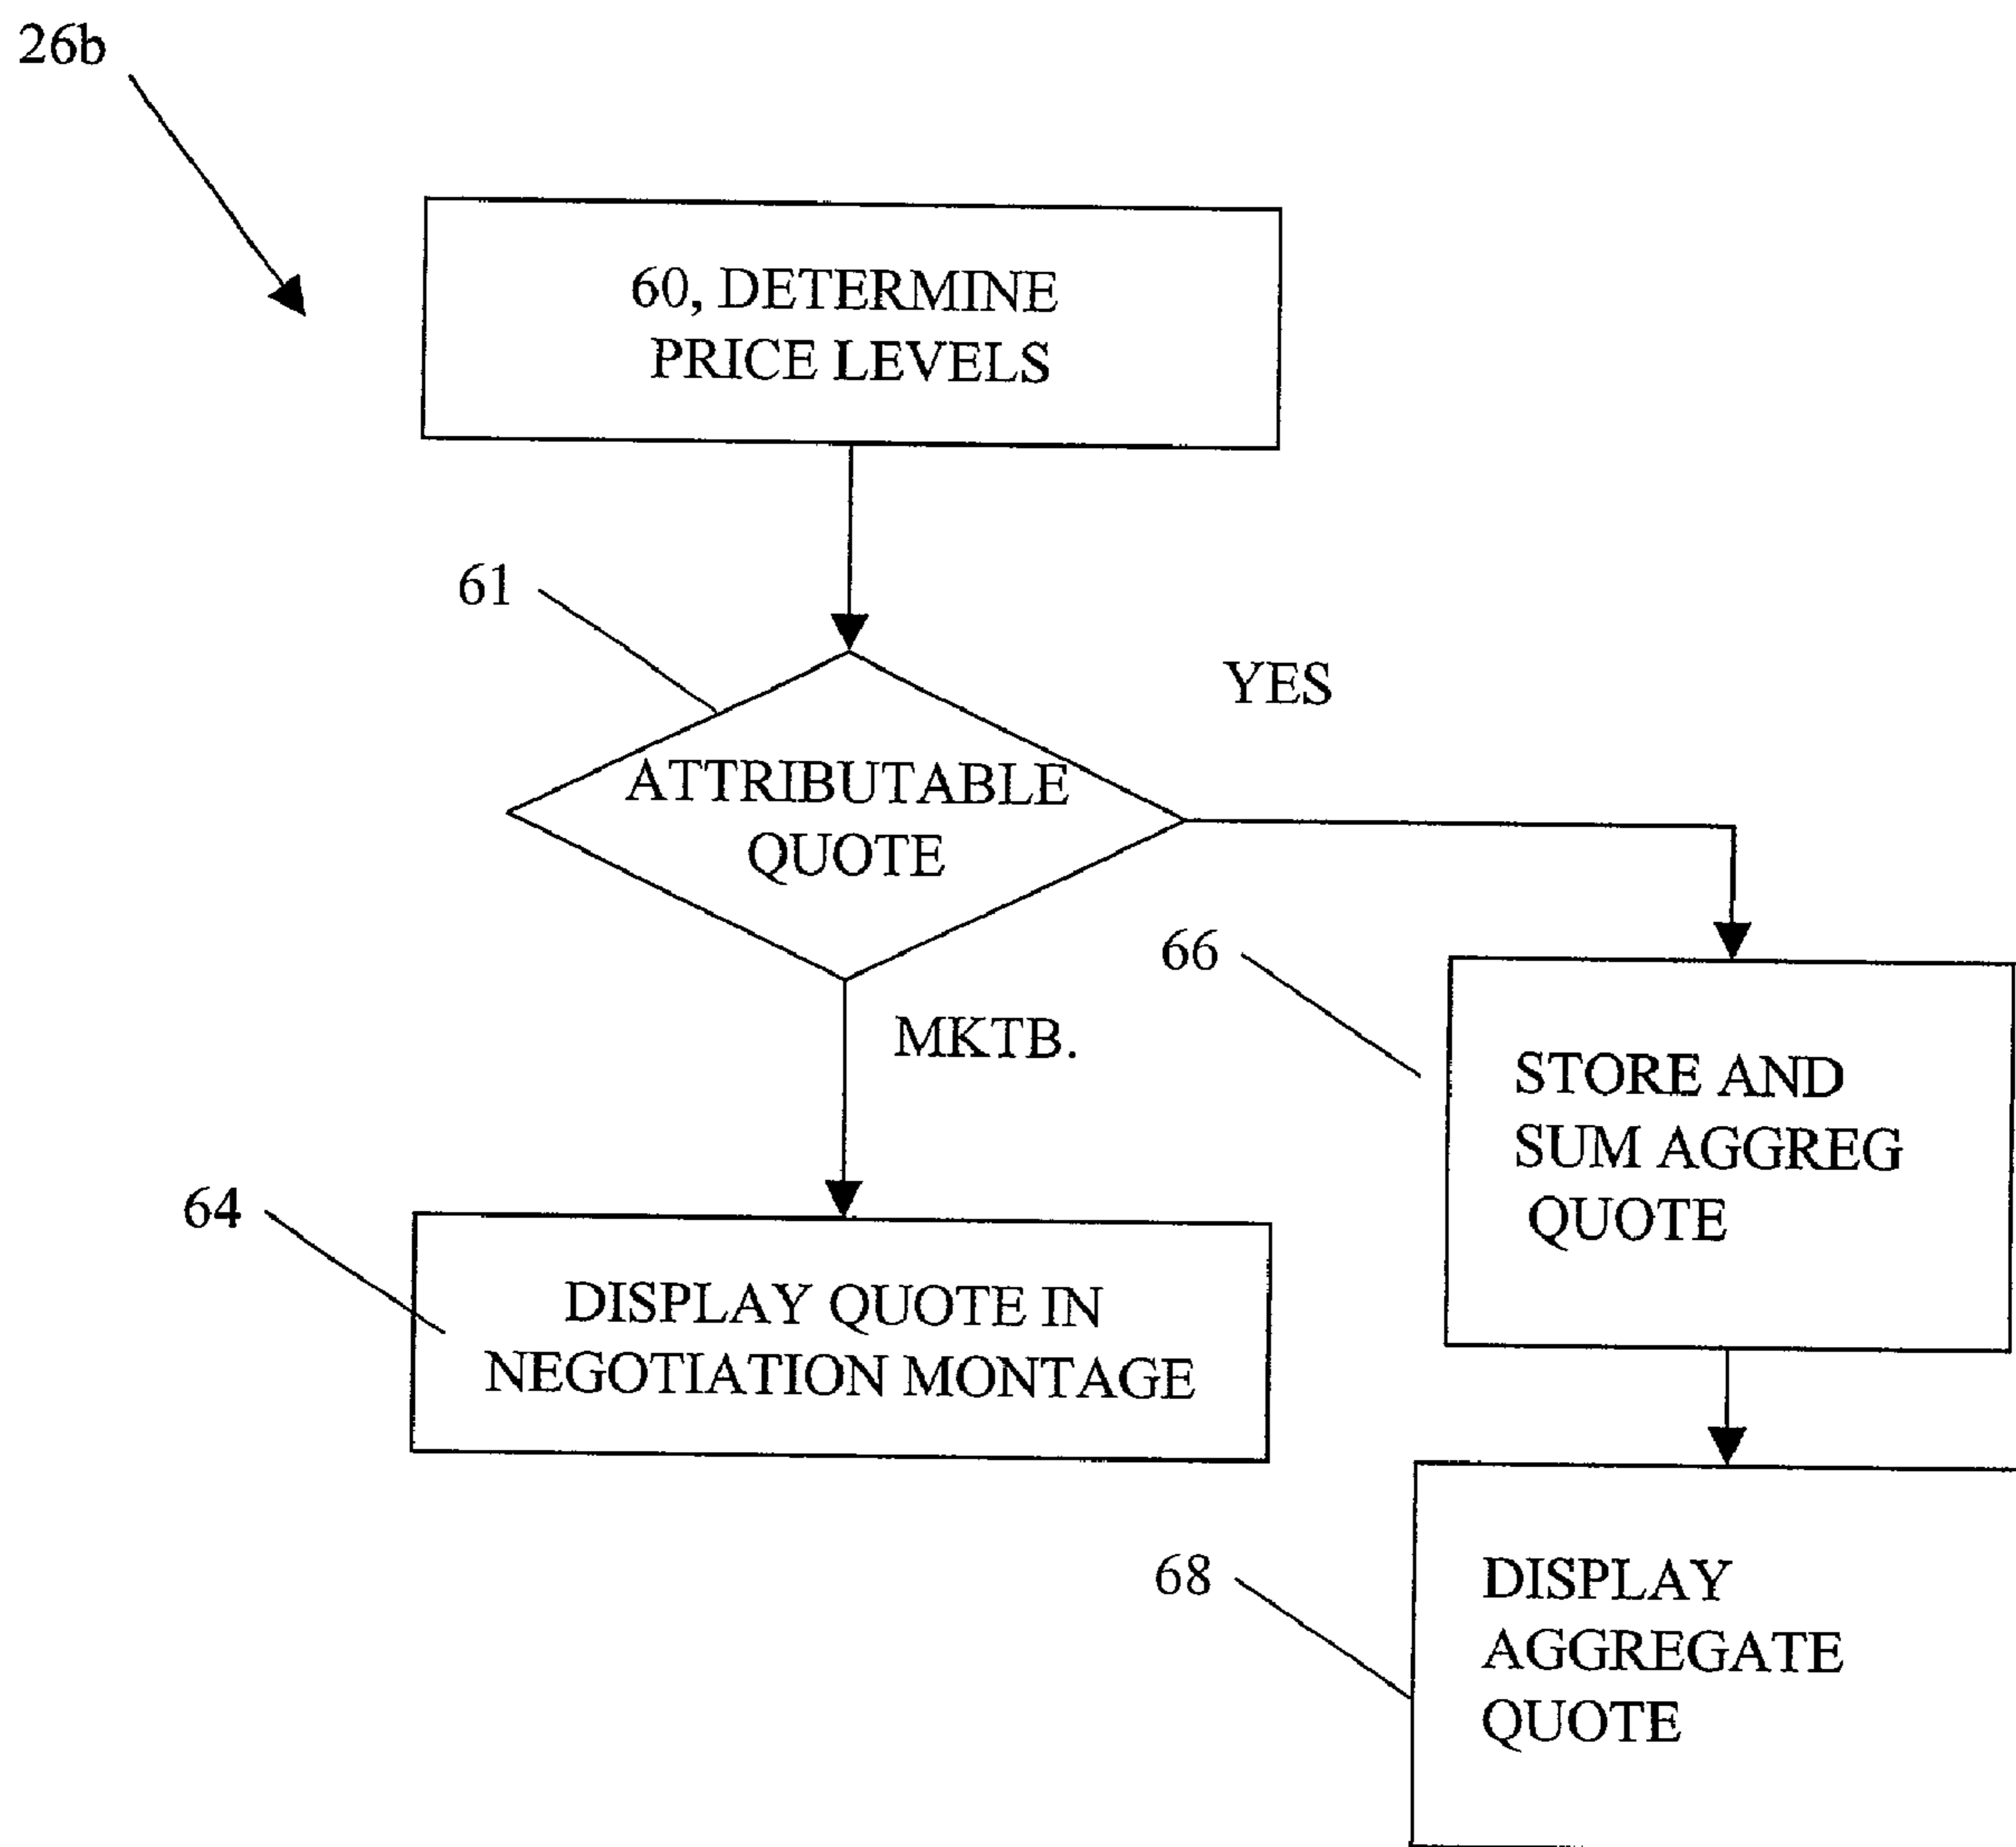 26b
60, DETERMINE
PRICE LEVELS
61
YES
ATTRIBUTABLE
QUOTE
66
MKTB.
STORE AND
SUM AGGREG
QUOTE
64
DISPLAY QUOTE IN
NEGOTIATION MONTAGE
68
DISPLAY
AGGREGATE
QUOTE